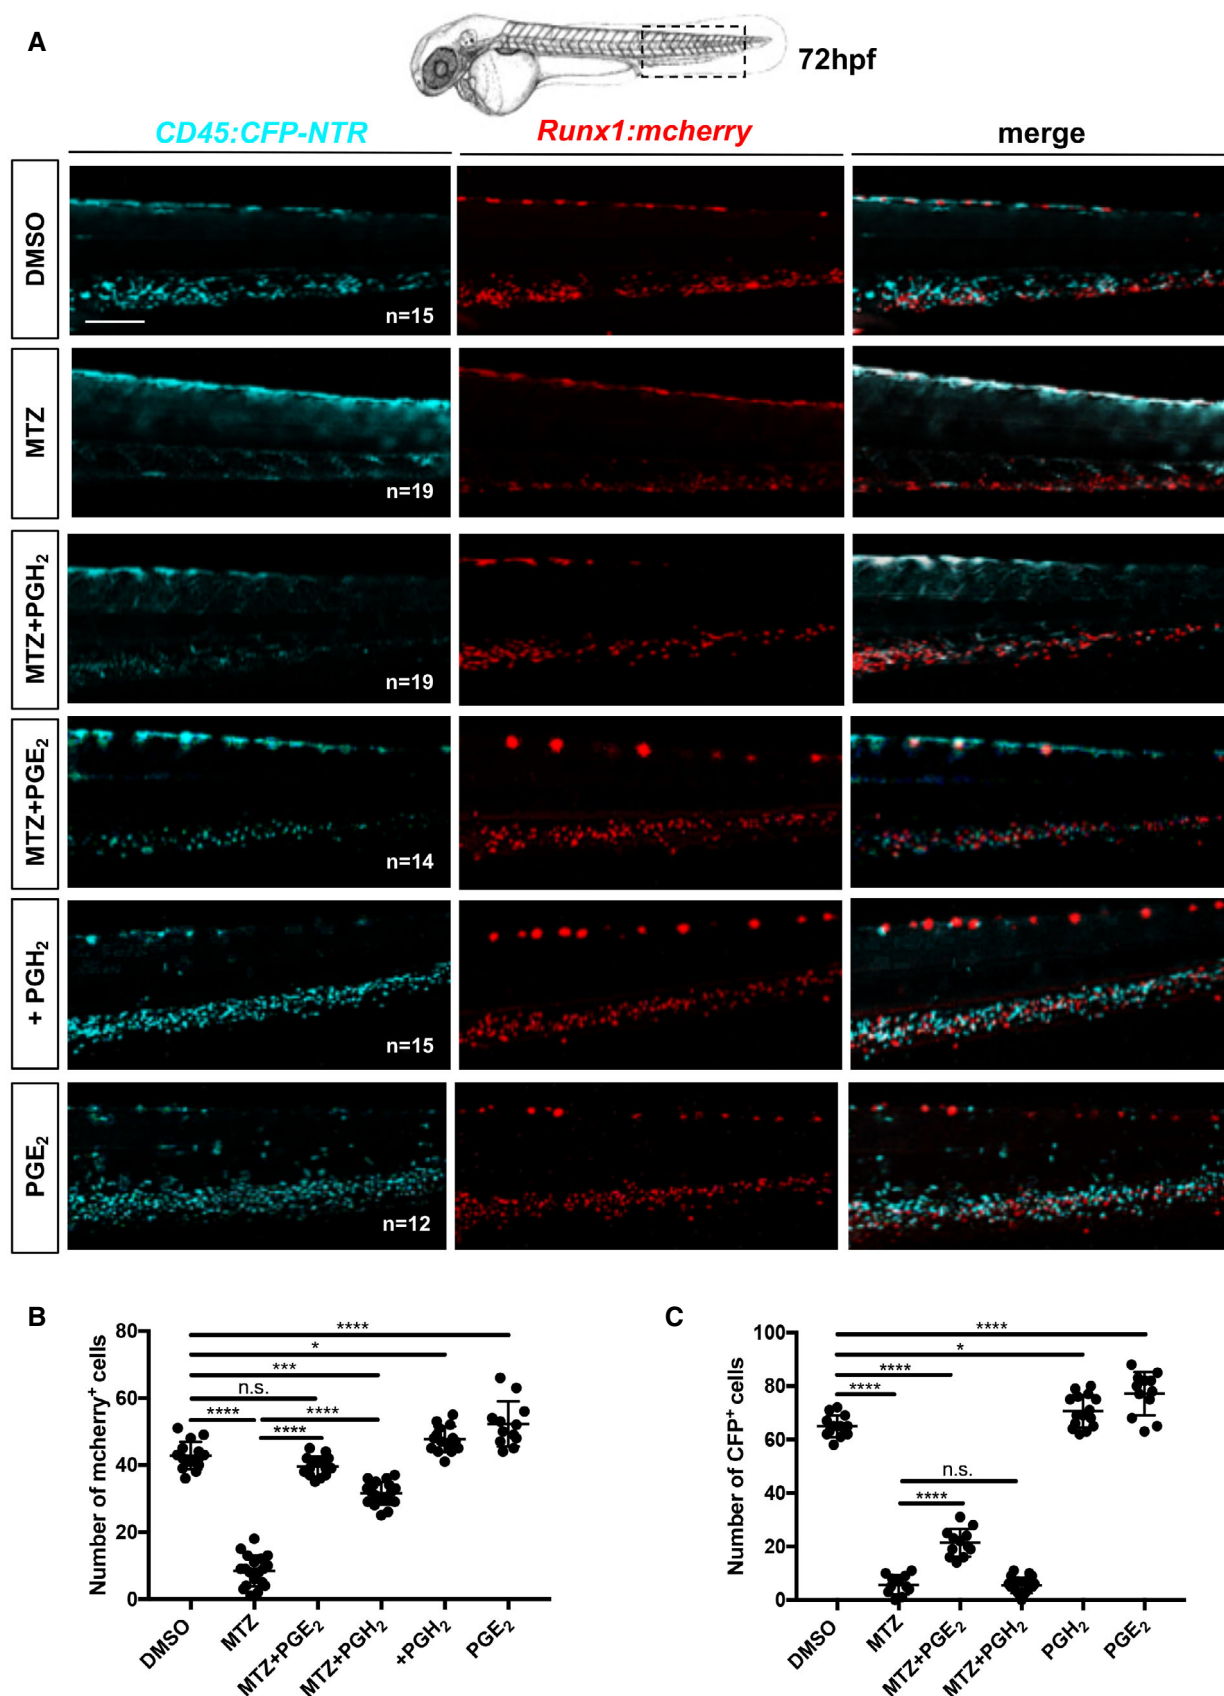 A
72hpf
CD45:CFP-NTR Runx1:mcherry merge
DMSO
n=15
MTZ
n=19
MTZ+PGH₂
n=19
MTZ+PGE₂
n=14
+ PGH₂
n=15
PGE₂
n=12
B
****
*
***
n.s.
**** ****
****
Number of mcherry⁺ cells
80
60
40
20
0
DMSO
MTZ
MTZ+PGE₂
MTZ+PGH₂
+PGH₂
PGE₂
C
****
*
****
****
n.s.
****
Number of CFP⁺ cells
100
80
60
40
20
0
DMSO
MTZ
MTZ+PGE₂
MTZ+PGH₂
PGH₂
PGE₂